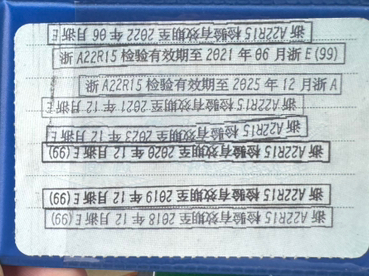 浙 A22R15 检验有效期至 2022 年 06 月浙 E
浙 A22R15 检验有效期至 2021 年 06 月浙 E (99)
浙 A22R15 检验有效期至 2025 年 12 月浙 A
浙 A22R15 检验有效期至 2021 年 12 月浙 E
浙 A22R15 检验有效期至 2023 年 12 月浙 E
浙 A22R15 检验有效期至 2020 年 12 月浙 E (99)
浙 A22R15 检验有效期至 2019 年 12 月浙 E (99)
浙 A22R15 检验有效期至 2018 年 12 月浙 E (99)